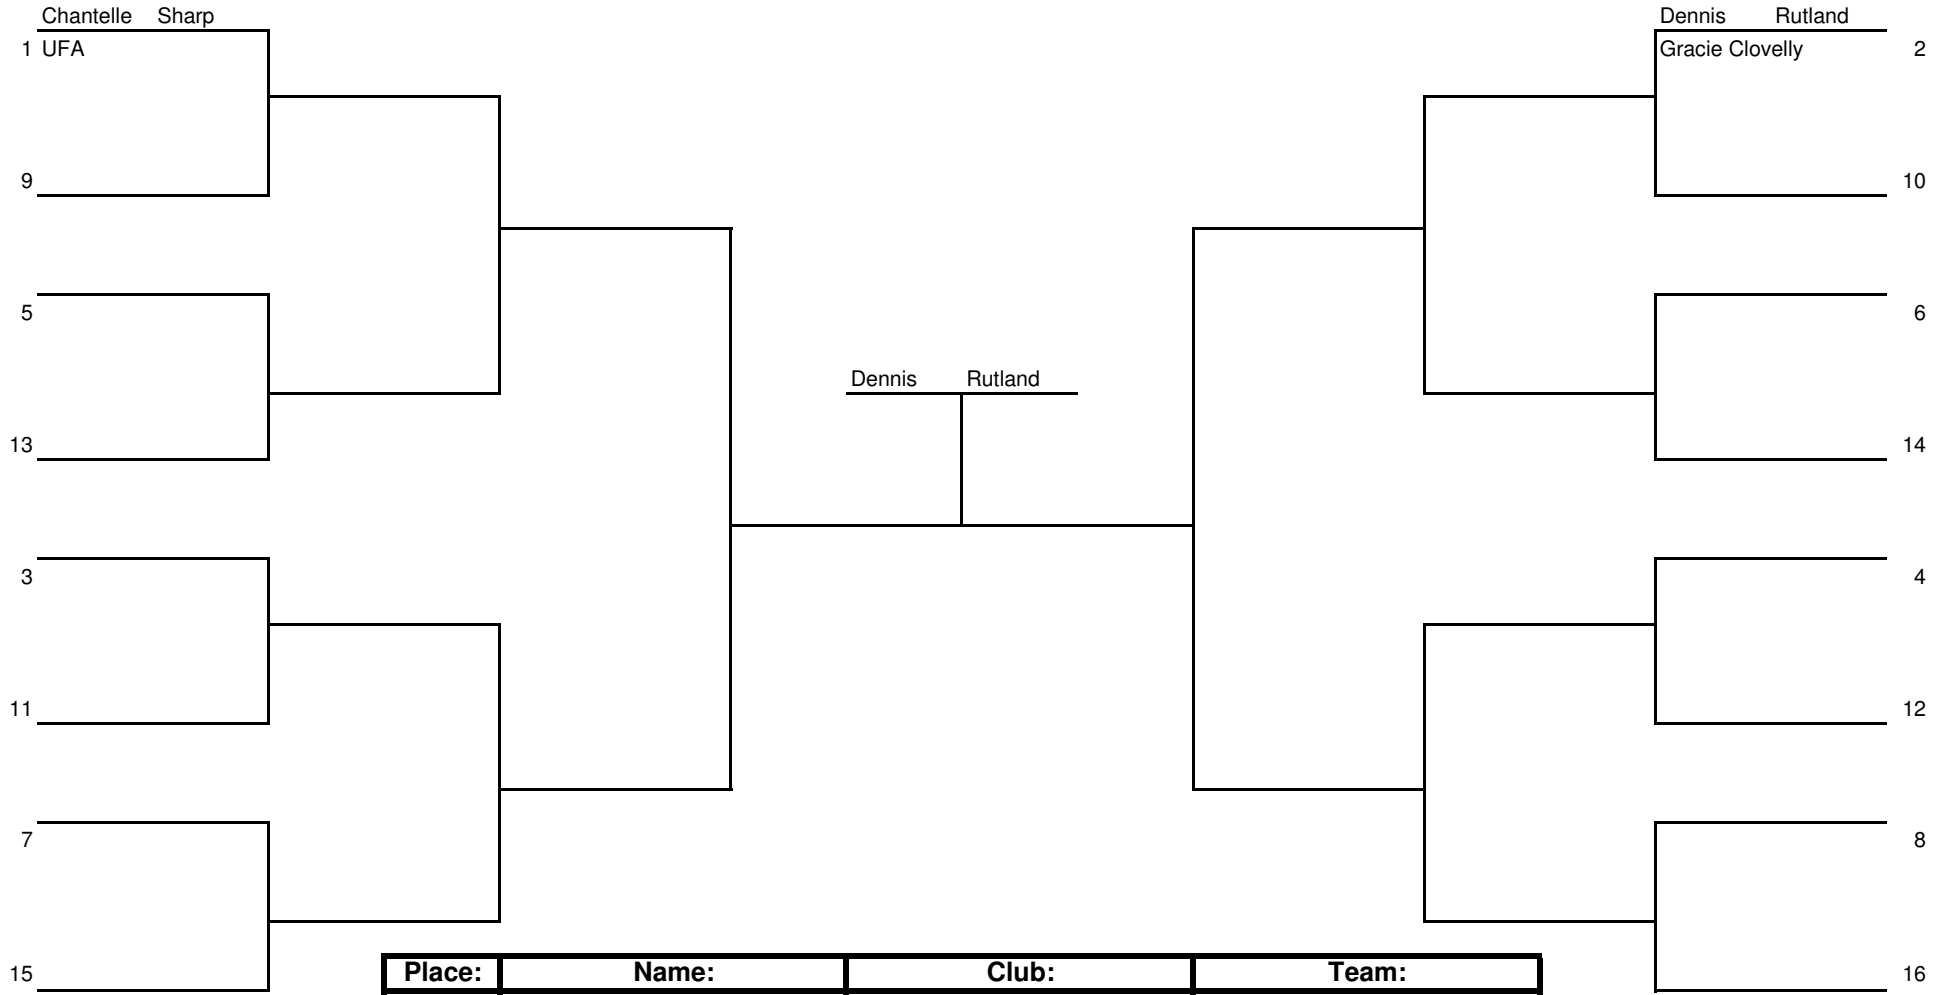 Chantelle Sharp
Dennis Rutland
1 UFA
Gracie Clovelly 2
9
10
5
6
Dennis Rutland
13
14
3
4
11
12
7
8
Place: Name: Club: Team:
15
16